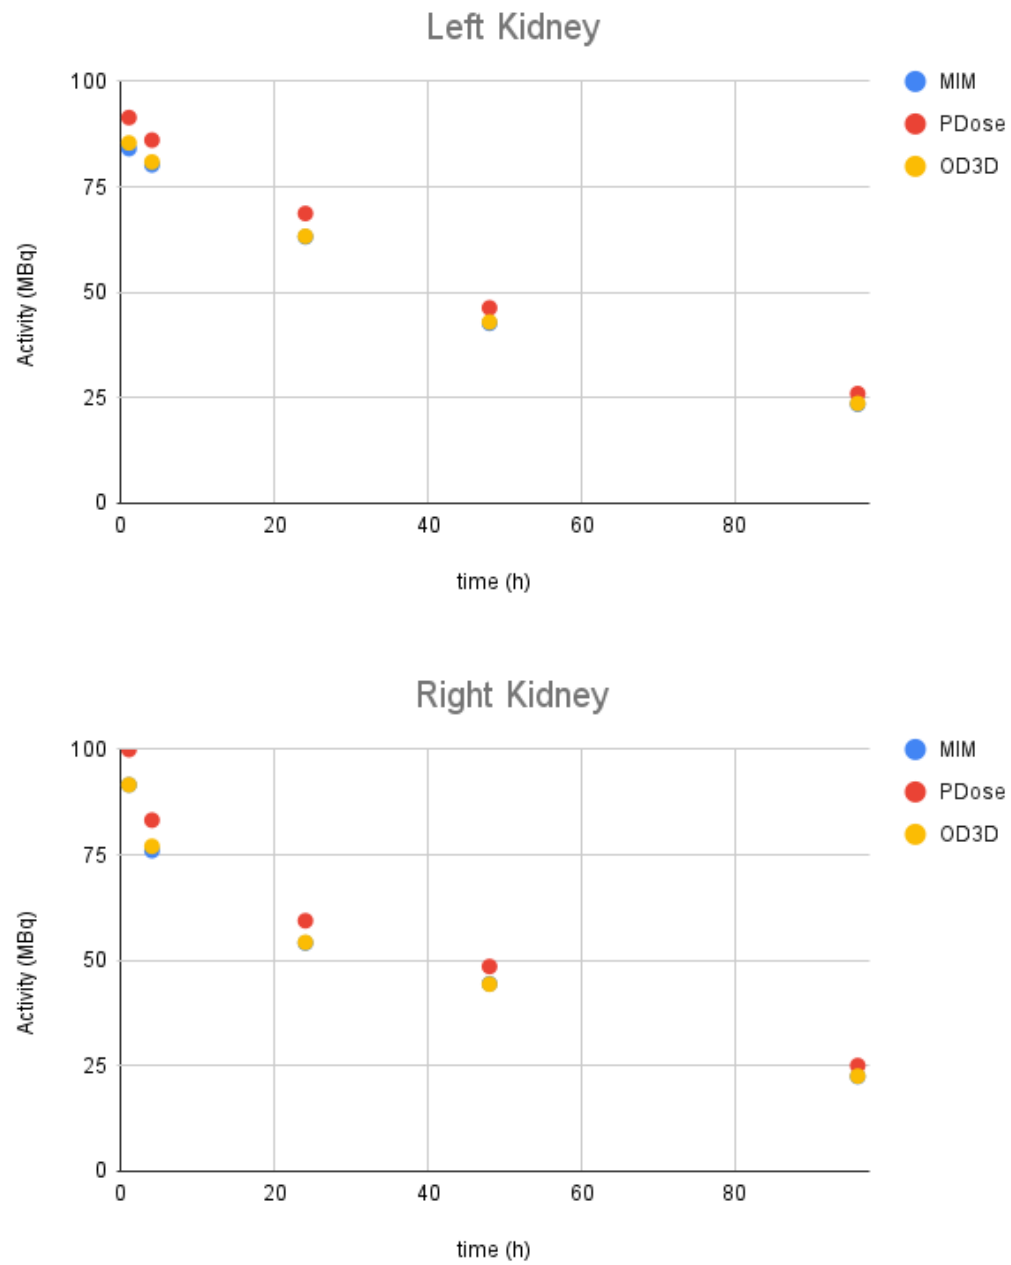 Left Kidney
100
75
50
25
0
Activity (MBq)
0 20 40 60 80
time (h)
MIM
PDose
OD3D
Right Kidney
100
75
50
25
0
Activity (MBq)
0 20 40 60 80
time (h)
MIM
PDose
OD3D